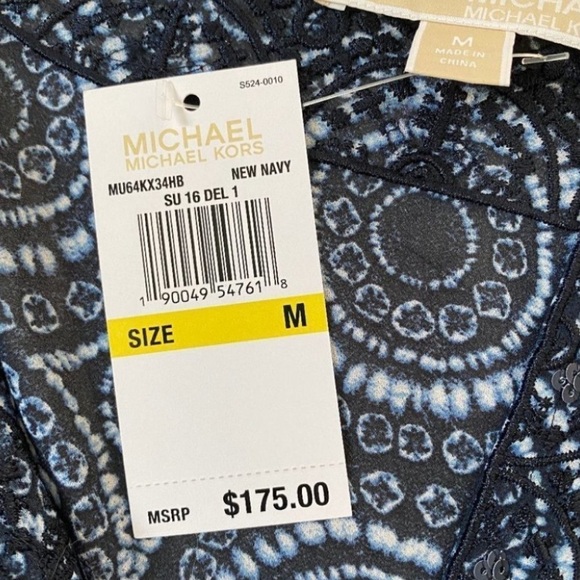 MICHAEL KORS
M
MADE IN
CHINA
S524-0010
MICHAEL
MICHAEL KORS
MU64KX34HB NEW NAVY
SU 16 DEL 1
1 90049 54761 8
SIZE M
MSRP $175.00